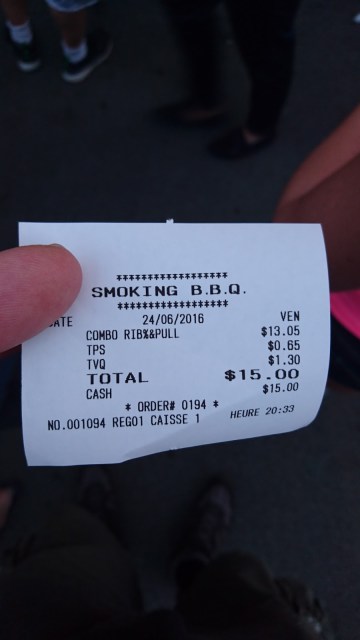 ******************
SMOKING B.B.Q.
******************
24/06/2016 VEN
COMBO RIB%&PULL $13.05
TPS $0.65
TVQ $1.30
TOTAL $15.00
CASH $15.00
* ORDER# 0194 *
NO.001094 REG01 CAISSE 1 HEURE 20:33